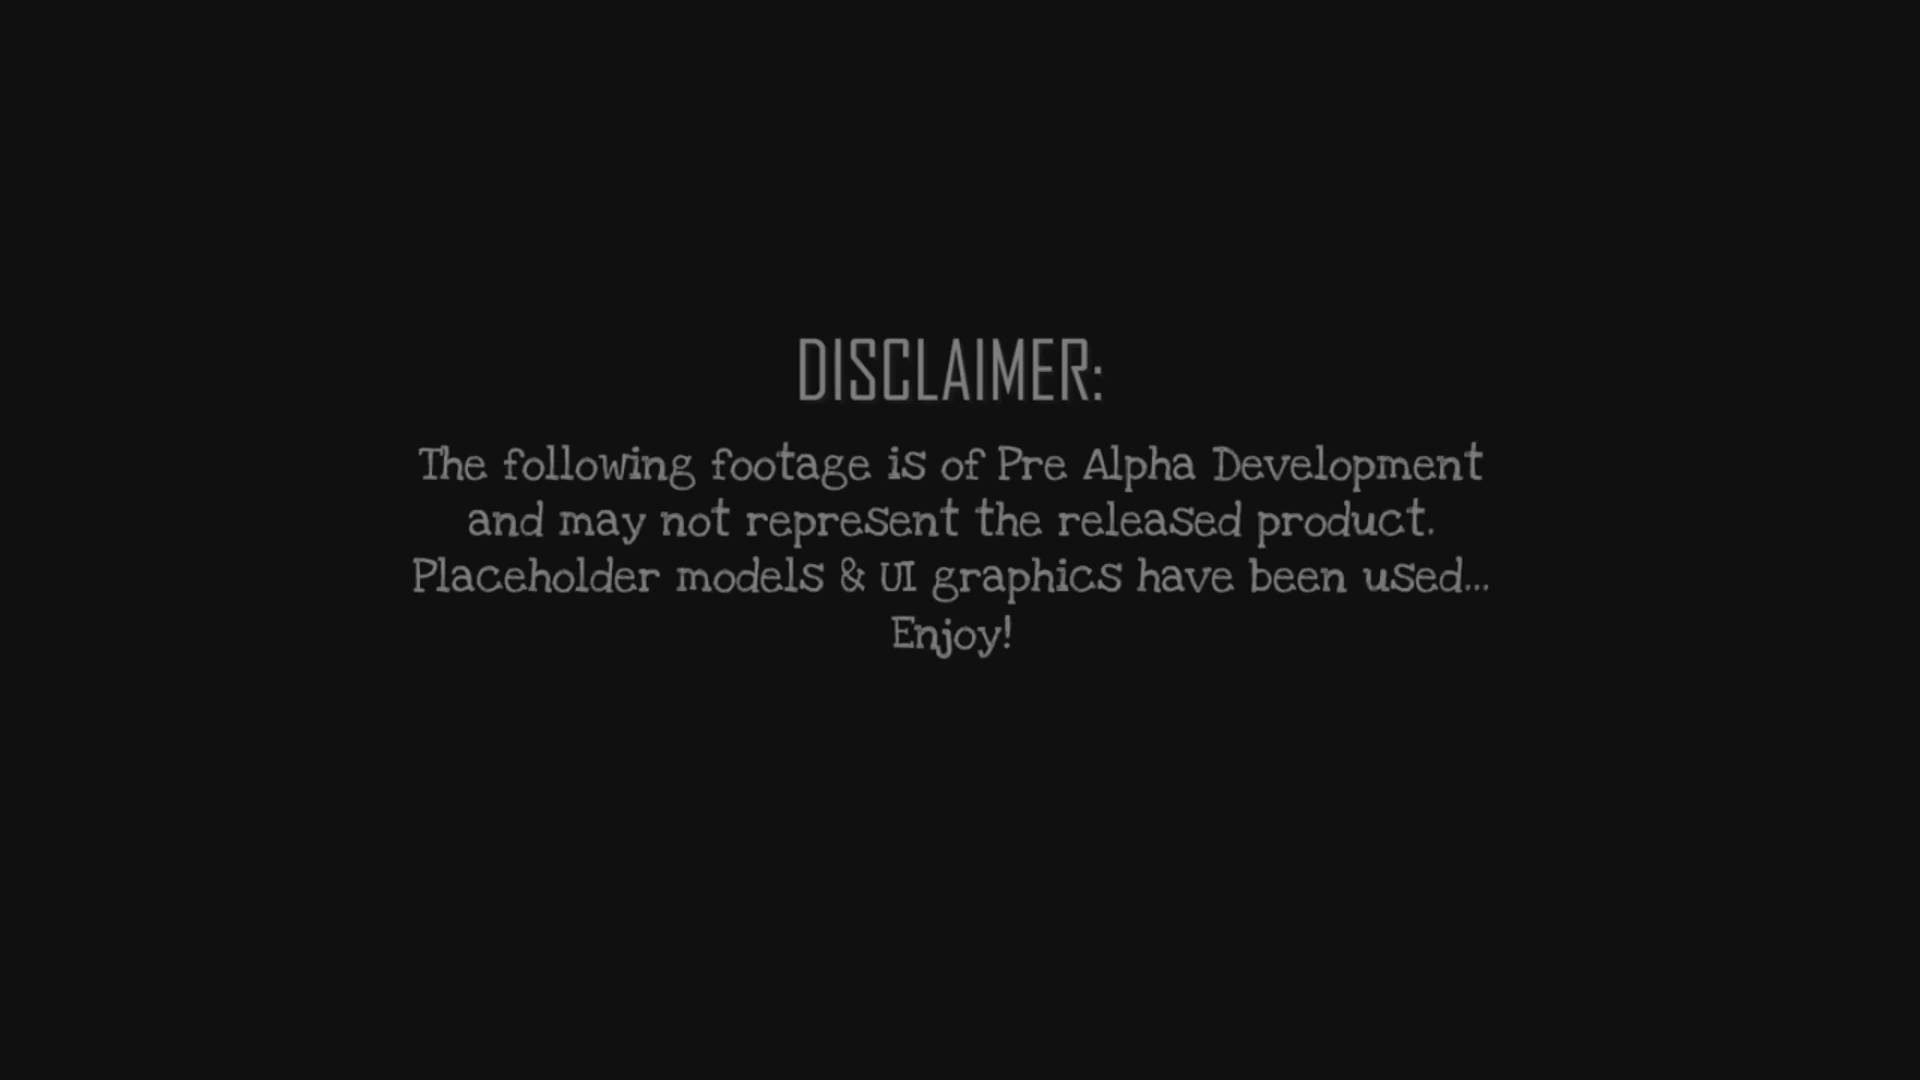 DISCLAIMER:
The following footage is of Pre Alpha Development
and may not represent the released product.
Placeholder models & UI graphics have been used...
Enjoy!